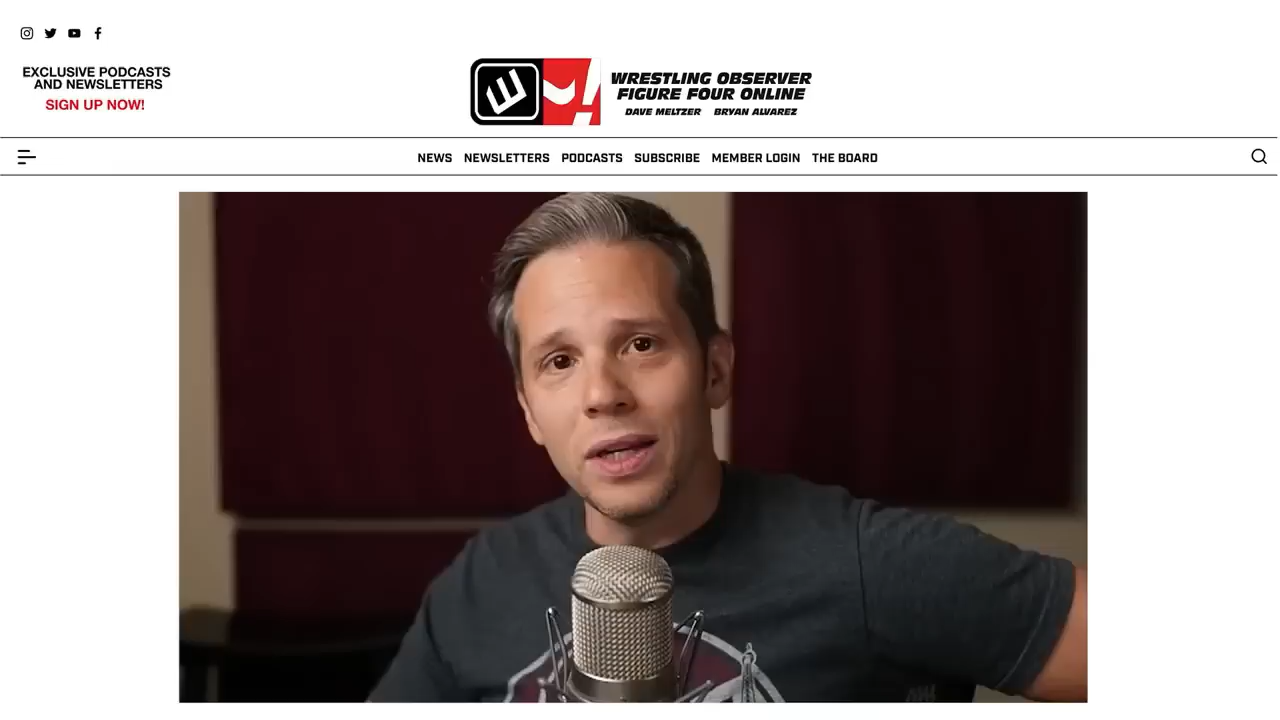 EXCLUSIVE PODCASTS
AND NEWSLETTERS
SIGN UP NOW!
WRESTLING OBSERVER
FIGURE FOUR ONLINE
DAVE MELTZER BRYAN ALVAREZ
NEWS NEWSLETTERS PODCASTS SUBSCRIBE MEMBER LOGIN THE BOARD